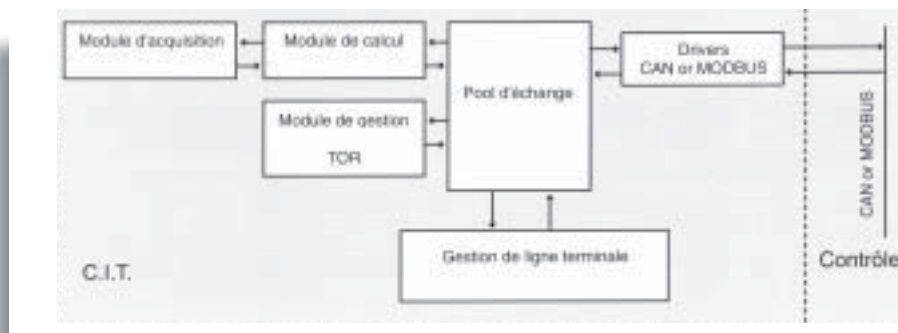 Module d'acquisition
Module de calcul
Drivers
CAN or MODBUS
Pool d'échange
Module de gestion
TOR
CAN or MODBUS
Gestion de ligne terminale
C.I.T.
Contrôle